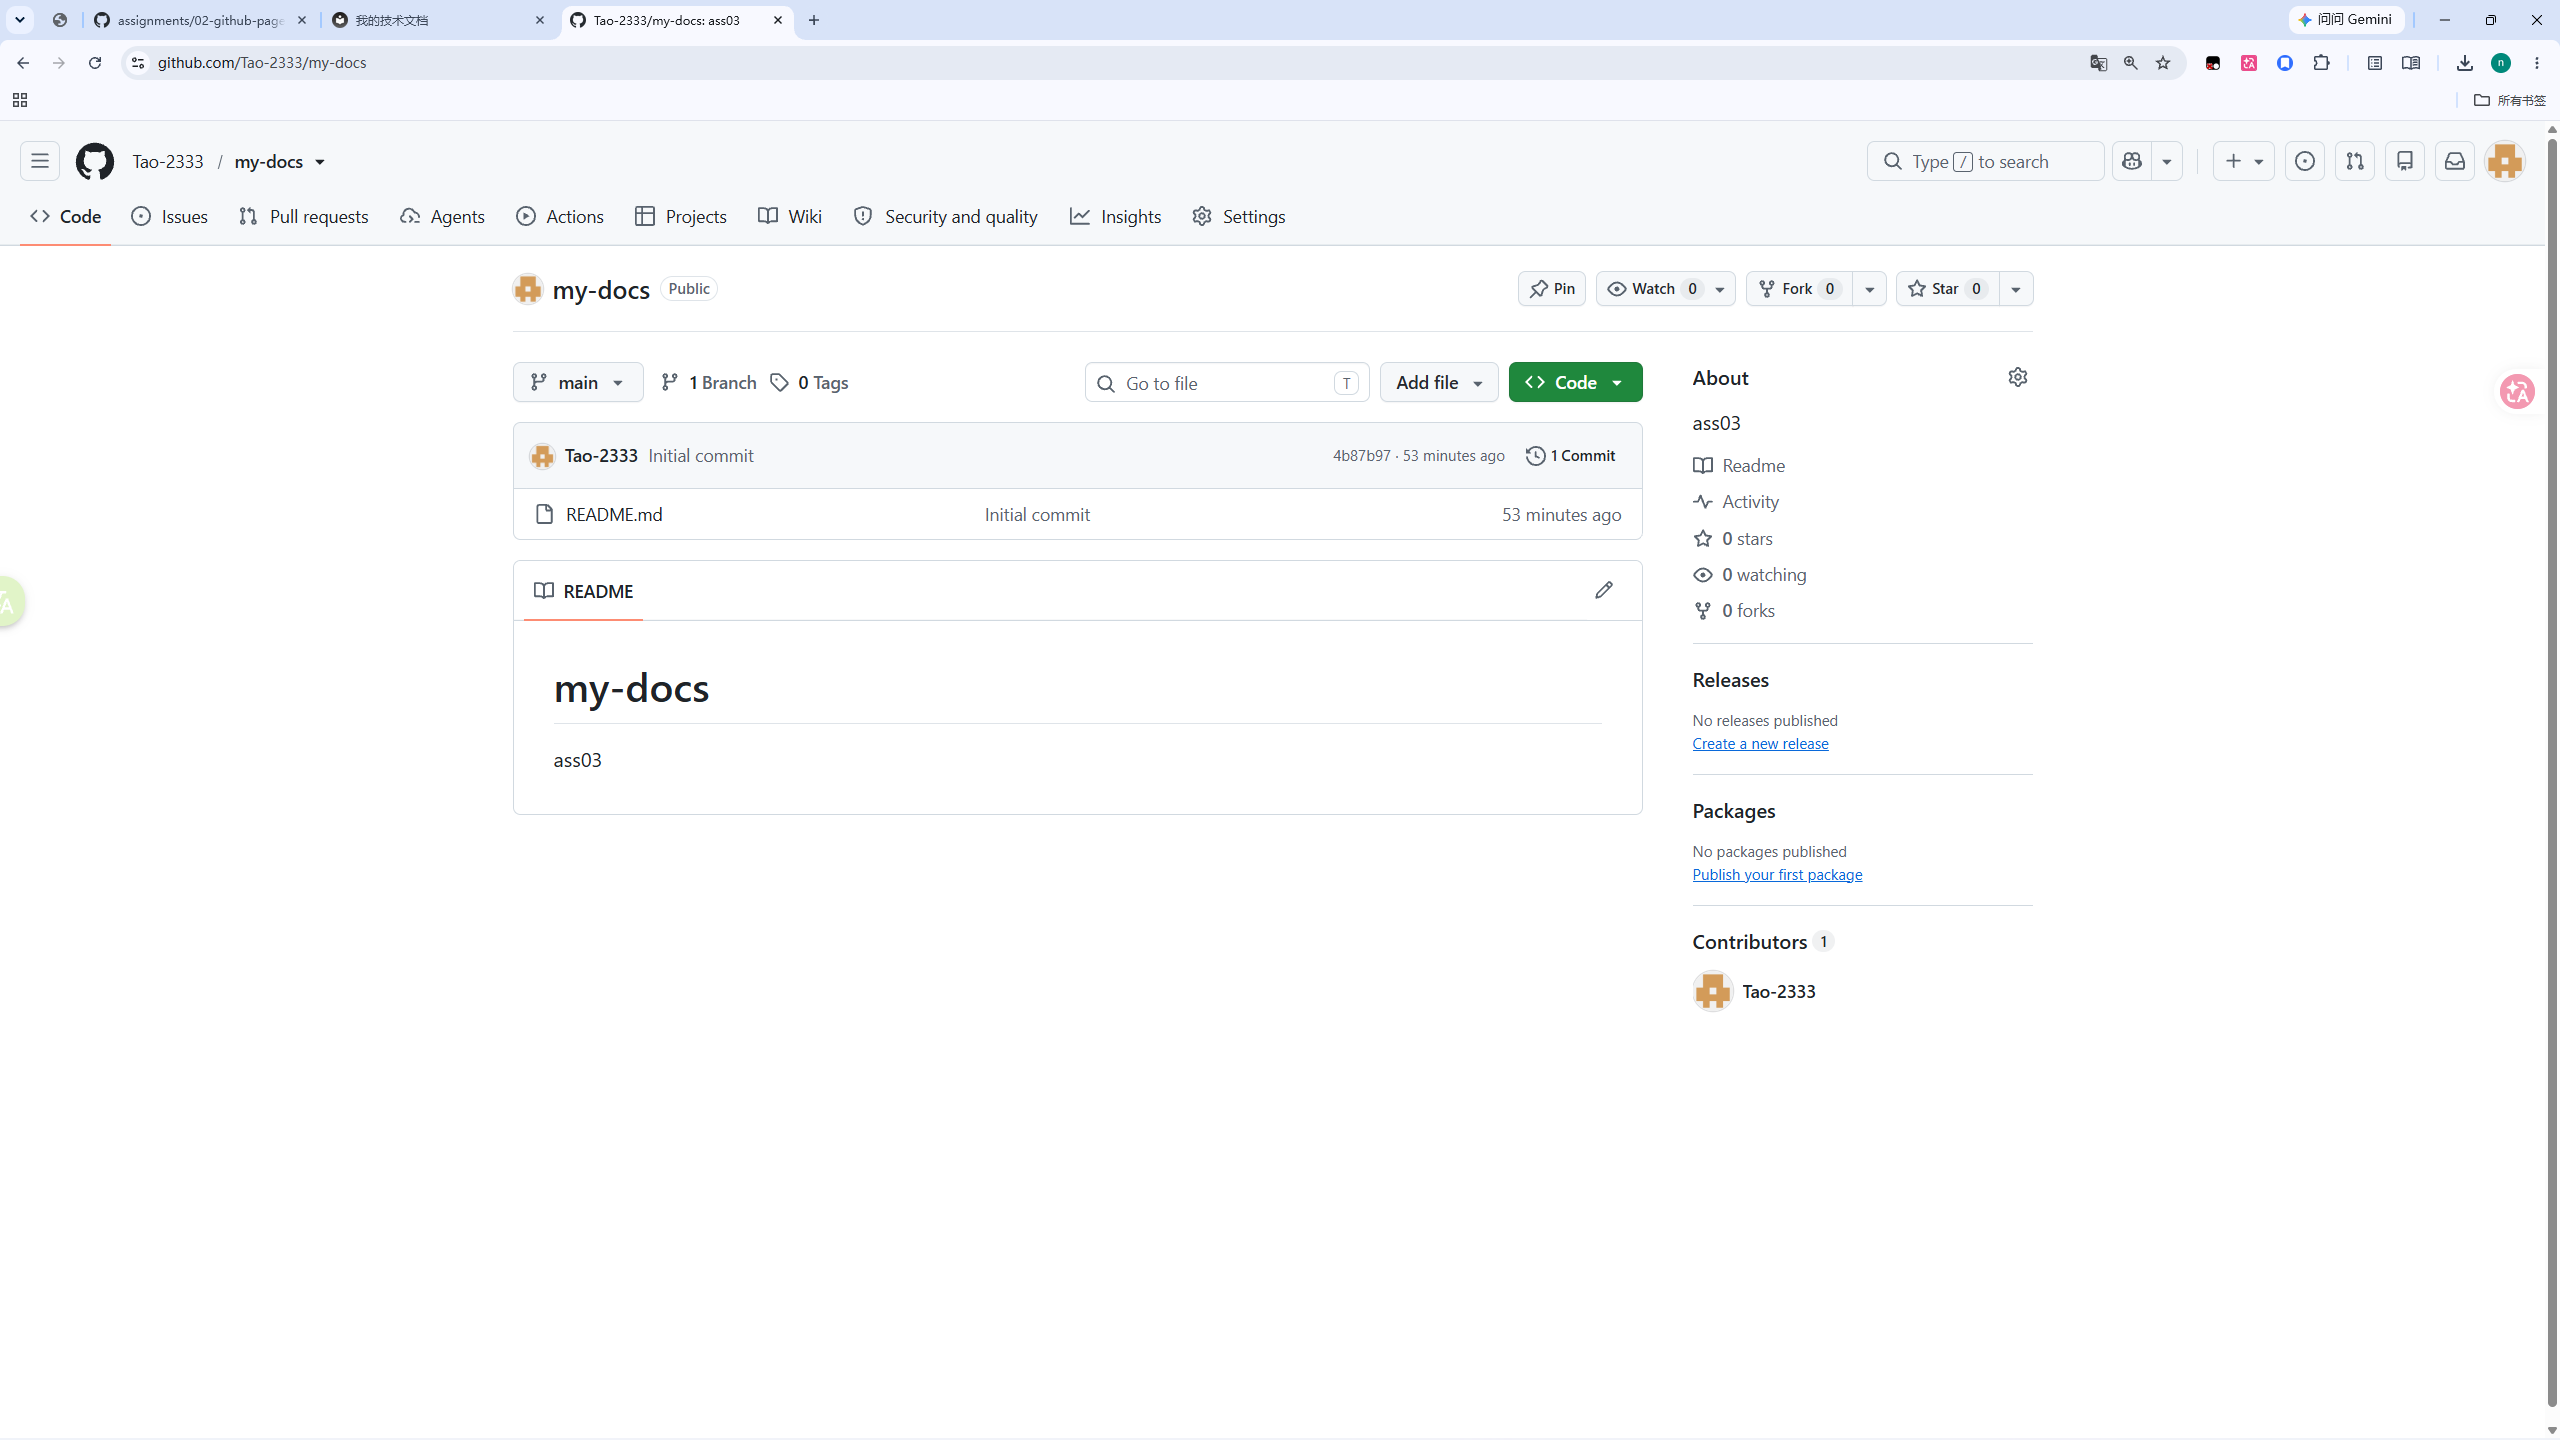 assignments/02-github-page
我的技术文档
Tao-2333/my-docs: ass03
问问 Gemini
github.com/Tao-2333/my-docs
n
所有书签
Tao-2333 / my-docs
Type / to search
Code
Issues
Pull requests
Agents
Actions
Projects
Wiki
Security and quality
Insights
Settings
my-docs Public
Pin
Watch 0
Fork 0
Star 0
main
1 Branch
0 Tags
Go to file T
Add file
Code
Tao-2333 Initial commit
4b87b97 · 53 minutes ago
1 Commit
README.md
Initial commit
53 minutes ago
README
my-docs
ass03
About
ass03
Readme
Activity
0 stars
0 watching
0 forks
Releases
No releases published
Create a new release
Packages
No packages published
Publish your first package
Contributors 1
Tao-2333